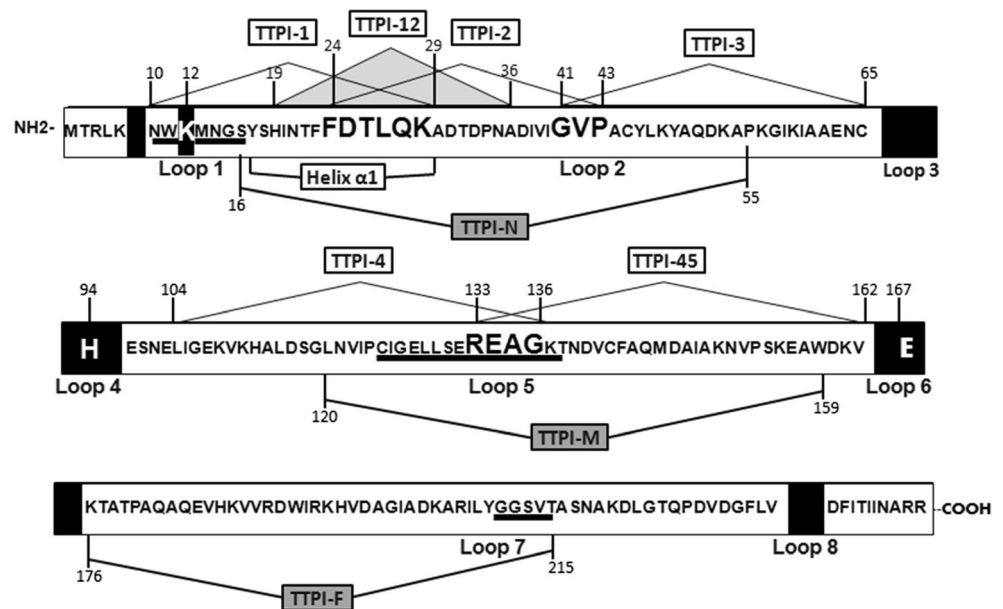 TTPI-1 TTPI-12 TTPI-2 TTPI-3
10 12 19 24 29 36 41 43 65
NH2- MTRLK NWKMNGSYSHINTFFDTLQKADTDPNADIVIGVPACYLKYAQDKAPKGIKIAAENC
Loop 1 Helix α1 Loop 2 Loop 3
16 55
TTPI-N
TTPI-4 TTPI-45
94 104 133 136 162 167
H ESNELIGEKVKHALDSGLNVIPCIGELLSEREAGKTNDVCFAQMDAIAKNVPSKEAWDKV E
Loop 4 Loop 5 Loop 6
120 159
TTPI-M
KTATPAQAQEVHKVVRDWIRKHVDAGIADKARILYGGSVTASNAKDLGTQPDVDGFLV DFITIINARR -COOH
Loop 7 Loop 8
176 215
TTPI-F